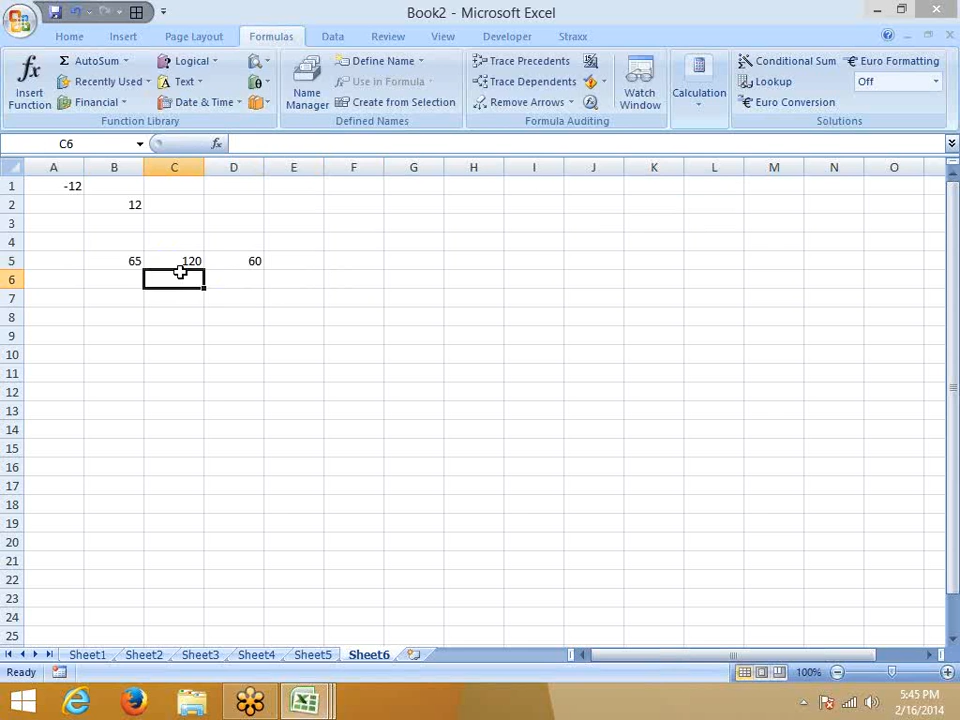 Book2 - Microsoft Excel
Home Insert Page Layout Formulas Data Review View Developer Straxx
fx Insert Function
Σ AutoSum
Recently Used
Financial
Logical
Text
Date & Time
θ
Function Library
Name Manager
Define Name
Use in Formula
Create from Selection
Defined Names
Trace Precedents
Trace Dependents
Remove Arrows
Formula Auditing
Watch Window
Calculation
Conditional Sum
Lookup
Euro Conversion
Euro Formatting
Off
Solutions
C6 fx
A B C D E F G H I J K L M N O
1 -12
2 12
3
4
5 65 120 60
6
7
8
9
10
11
12
13
14
15
16
17
18
19
20
21
22
23
24
25
Sheet1 Sheet2 Sheet3 Sheet4 Sheet5 Sheet6
Ready 100%
5:45 PM
2/16/2014